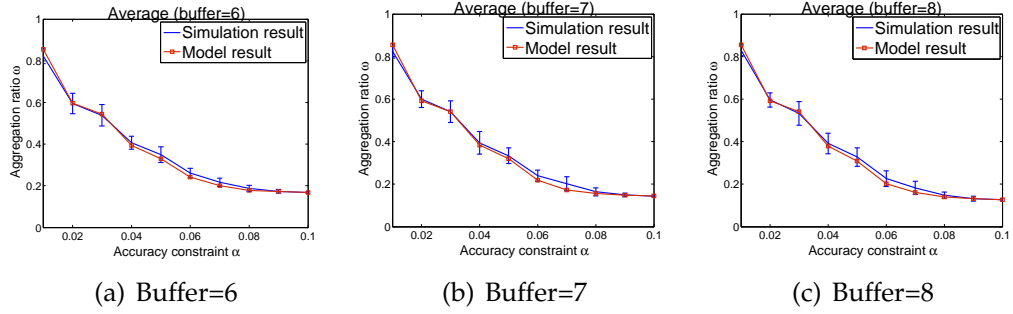 Average (buffer=6)
Simulation result
Model result
Aggregation ratio ω
1
0.8
0.6
0.4
0.2
0
0.02
0.04
0.06
0.08
0.1
Accuracy constraint α
(a) Buffer=6
Average (buffer=7)
Simulation result
Model result
Aggregation ratio ω
1
0.8
0.6
0.4
0.2
0
0.02
0.04
0.06
0.08
0.1
Accuracy constraint α
(b) Buffer=7
Average (buffer=8)
Simulation result
Model result
Aggregation ratio ω
1
0.8
0.6
0.4
0.2
0
0.02
0.04
0.06
0.08
0.1
Accuracy constraint α
(c) Buffer=8